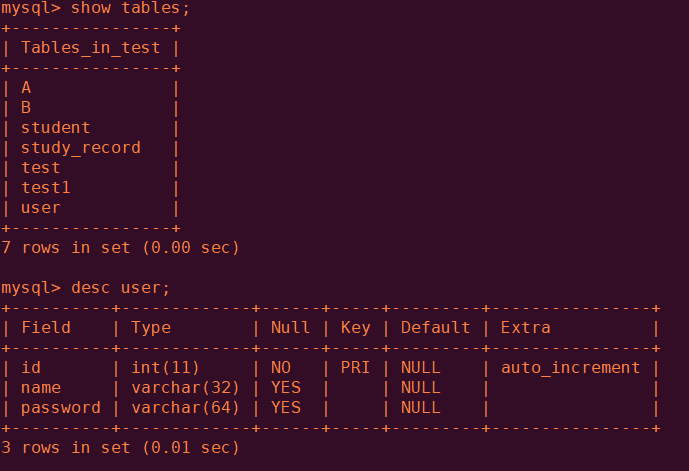 mysql> show tables;
+----------------+
| Tables_in_test |
+----------------+
| A              |
| B              |
| student        |
| study_record   |
| test           |
| test1          |
| user           |
+----------------+
7 rows in set (0.00 sec)

mysql> desc user;
+----------+-------------+------+-----+---------+----------------+
| Field    | Type        | Null | Key | Default | Extra          |
+----------+-------------+------+-----+---------+----------------+
| id       | int(11)     | NO   | PRI | NULL    | auto_increment |
| name     | varchar(32) | YES  |     | NULL    |                |
| password | varchar(64) | YES  |     | NULL    |                |
+----------+-------------+------+-----+---------+----------------+
3 rows in set (0.01 sec)